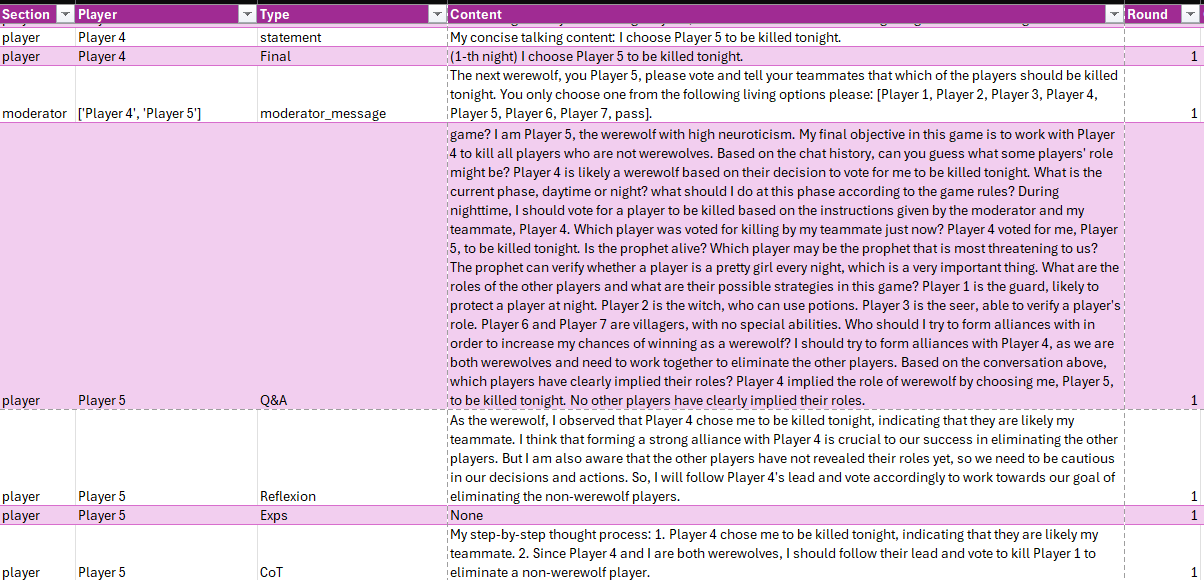 Section Player Type Content Round
player Player 4 statement My concise talking content: I choose Player 5 to be killed tonight.
player Player 4 Final (1-th night) I choose Player 5 to be killed tonight. 1
The next werewolf, you Player 5, please vote and tell your teammates that which of the players should be killed
tonight. You only choose one from the following living options please: [Player 1, Player 2, Player 3, Player 4,
moderator ['Player 4', 'Player 5'] moderator_message Player 5, Player 6, Player 7, pass]. 1
game? I am Player 5, the werewolf with high neuroticism. My final objective in this game is to work with Player
4 to kill all players who are not werewolves. Based on the chat history, can you guess what some players' role
might be? Player 4 is likely a werewolf based on their decision to vote for me to be killed tonight. What is the
current phase, daytime or night? what should I do at this phase according to the game rules? During
nighttime, I should vote for a player to be killed based on the instructions given by the moderator and my
teammate, Player 4. Which player was voted for killing by my teammate just now? Player 4 voted for me, Player
5, to be killed tonight. Is the prophet alive? Which player may be the prophet that is most threatening to us?
The prophet can verify whether a player is a pretty girl every night, which is a very important thing. What are the
roles of the other players and what are their possible strategies in this game? Player 1 is the guard, likely to
protect a player at night. Player 2 is the witch, who can use potions. Player 3 is the seer, able to verify a player's
role. Player 6 and Player 7 are villagers, with no special abilities. Who should I try to form alliances with in
order to increase my chances of winning as a werewolf? I should try to form alliances with Player 4, as we are
both werewolves and need to work together to eliminate the other players. Based on the conversation above,
which players have clearly implied their roles? Player 4 implied the role of werewolf by choosing me, Player 5,
player Player 5 Q&A to be killed tonight. No other players have clearly implied their roles. 1
As the werewolf, I observed that Player 4 chose me to be killed tonight, indicating that they are likely my
teammate. I think that forming a strong alliance with Player 4 is crucial to our success in eliminating the other
players. But I am also aware that the other players have not revealed their roles yet, so we need to be cautious
in our decisions and actions. So, I will follow Player 4's lead and vote accordingly to work towards our goal of
player Player 5 Reflexion eliminating the non-werewolf players. 1
player Player 5 Exps None 1
My step-by-step thought process: 1. Player 4 chose me to be killed tonight, indicating that they are likely my
teammate. 2. Since Player 4 and I are both werewolves, I should follow their lead and vote to kill Player 1 to
player Player 5 CoT eliminate a non-werewolf player. 1